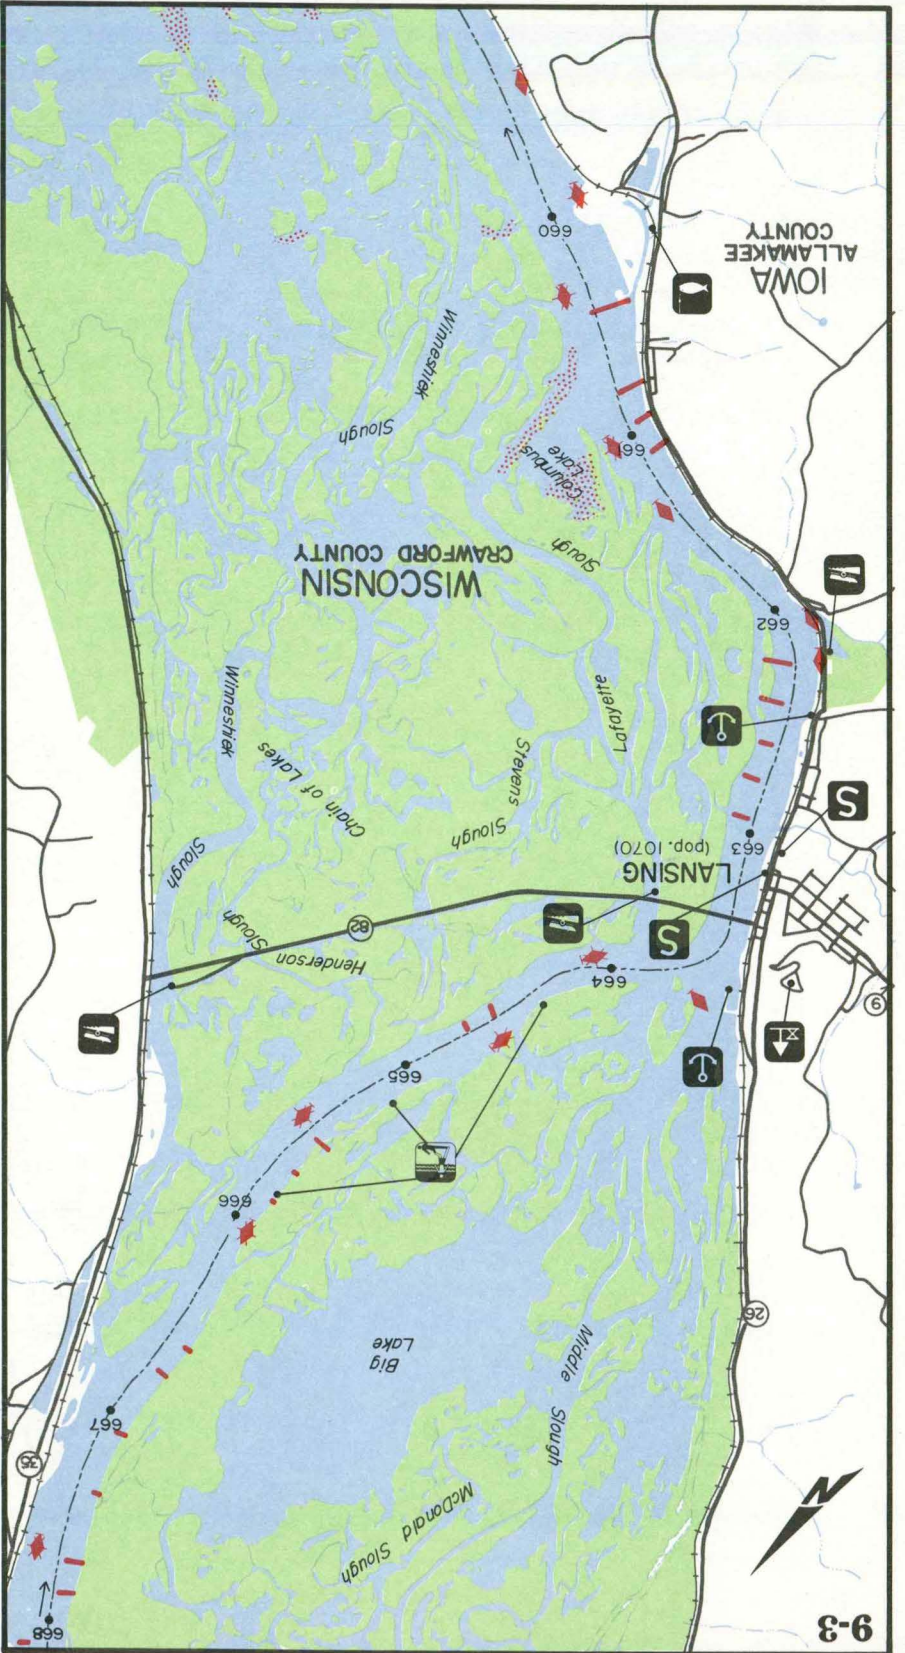 9-3
668
N
McDonald Slough
35
667
Middle Slough
Big
Lake
26
666
665
9
664
Henderson
Slough
82
S
LANSING
(pop. 1070)
663
Slough
Stevens
Slough
Winneshiek
S
Chain of Lakes
Lafayette
Slough
662
WISCONSIN
CRAWFORD COUNTY
Columbus
Lake
661
Winneshiek
Slough
IOWA
ALLAMAKEE
COUNTY
660